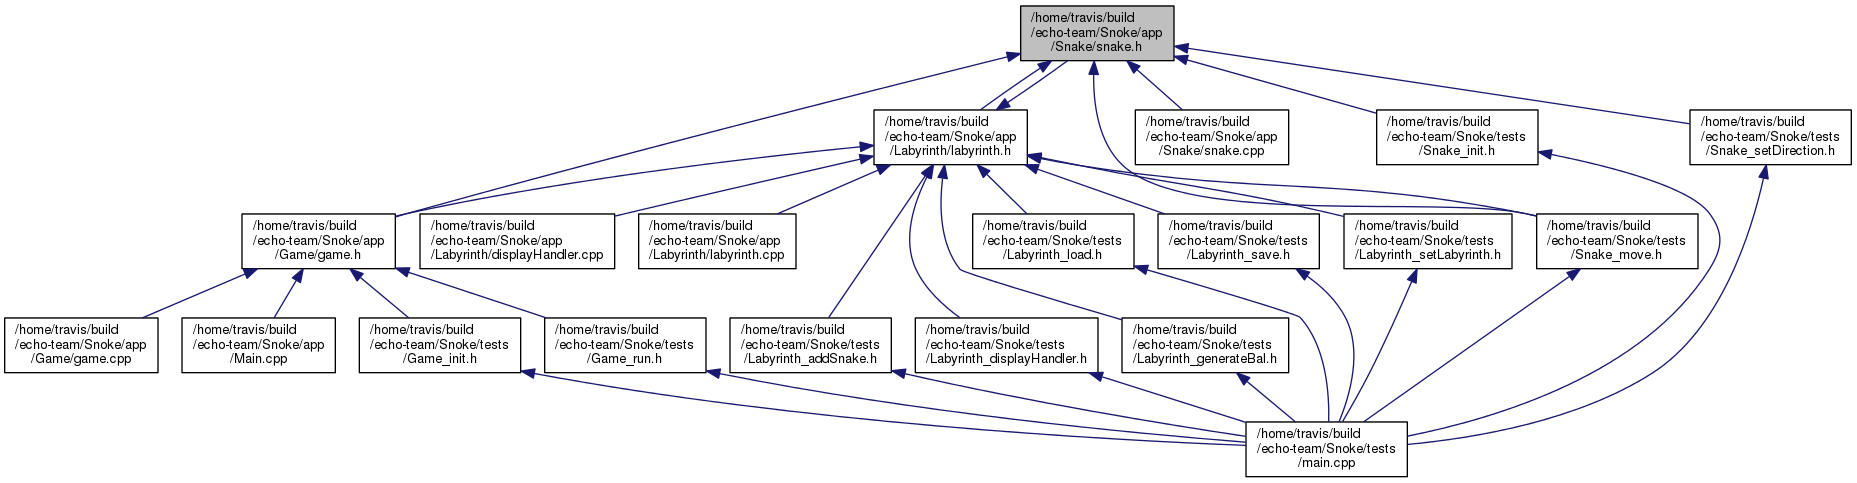 /home/travis/build
/echo-team/Snoke/app
/Snake/snake.h
/home/travis/build
/echo-team/Snoke/app
/Labyrinth/labyrinth.h
/home/travis/build
/echo-team/Snoke/app
/Snake/snake.cpp
/home/travis/build
/echo-team/Snoke/tests
/Snake_init.h
/home/travis/build
/echo-team/Snoke/tests
/Snake_setDirection.h
/home/travis/build
/echo-team/Snoke/app
/Game/game.h
/home/travis/build
/echo-team/Snoke/app
/Labyrinth/displayHandler.cpp
/home/travis/build
/echo-team/Snoke/app
/Labyrinth/labyrinth.cpp
/home/travis/build
/echo-team/Snoke/tests
/Labyrinth_load.h
/home/travis/build
/echo-team/Snoke/tests
/Labyrinth_save.h
/home/travis/build
/echo-team/Snoke/tests
/Labyrinth_setLabyrinth.h
/home/travis/build
/echo-team/Snoke/tests
/Snake_move.h
/home/travis/build
/echo-team/Snoke/app
/Game/game.cpp
/home/travis/build
/echo-team/Snoke/app
/Main.cpp
/home/travis/build
/echo-team/Snoke/tests
/Game_init.h
/home/travis/build
/echo-team/Snoke/tests
/Game_run.h
/home/travis/build
/echo-team/Snoke/tests
/Labyrinth_addSnake.h
/home/travis/build
/echo-team/Snoke/tests
/Labyrinth_displayHandler.h
/home/travis/build
/echo-team/Snoke/tests
/Labyrinth_generateBal.h
/home/travis/build
/echo-team/Snoke/tests
/main.cpp